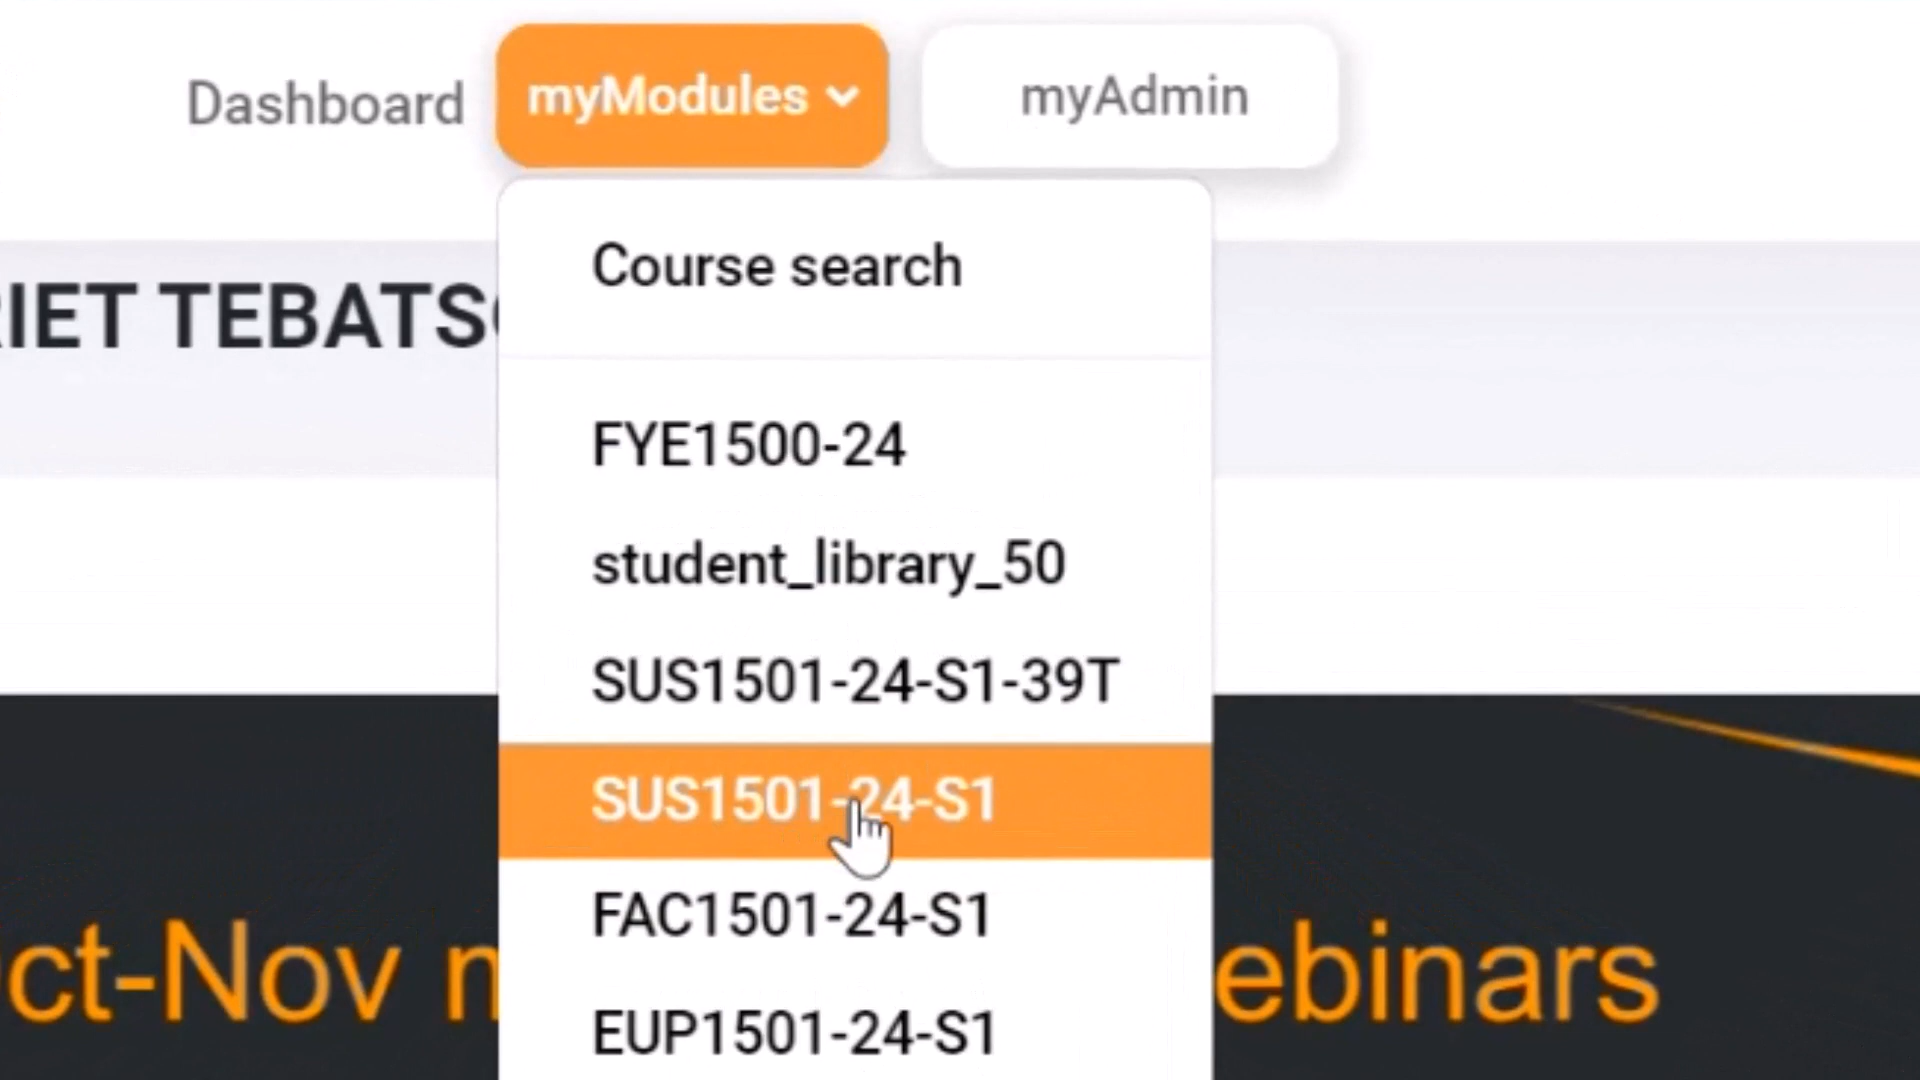 Dashboard myModules myAdmin
Course search
RIET TEBATS
FYE1500-24
student_library_50
SUS1501-24-S1-39T
SUS1501-24-S1
FAC1501-24-S1
ct-Nov ebinars
EUP1501-24-S1